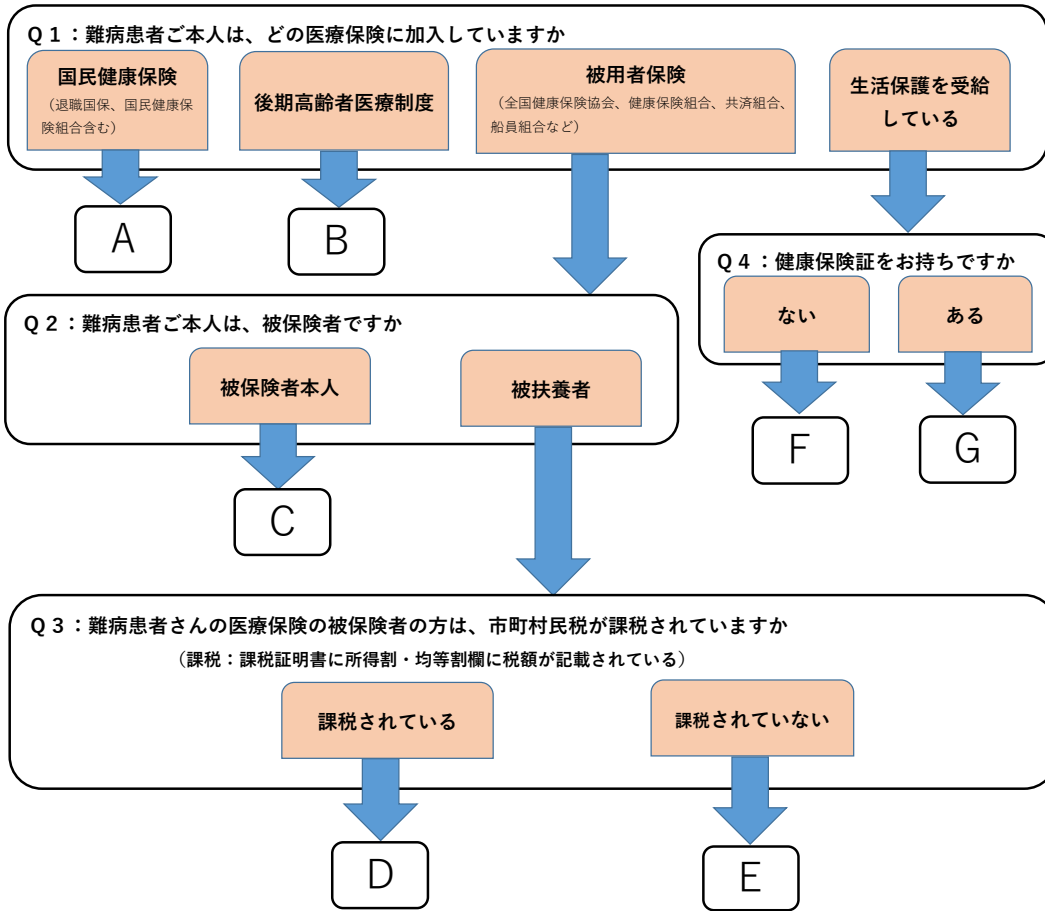 Ｑ１：難病患者ご本人は、どの医療保険に加入していますか
国民健康保険
（退職国保、国民健康保
険組合含む）
後期高齢者医療制度
被用者保険
（全国健康保険協会、健康保険組合、共済組合、
船員組合など）
生活保護を受給
している
A
B
Ｑ４：健康保険証をお持ちですか
ない
ある
F
G
Ｑ２：難病患者ご本人は、被保険者ですか
被保険者本人
被扶養者
C
Ｑ３：難病患者さんの医療保険の被保険者の方は、市町村民税が課税されていますか
（課税：課税証明書に所得割・均等割欄に税額が記載されている）
課税されている
課税されていない
D
E